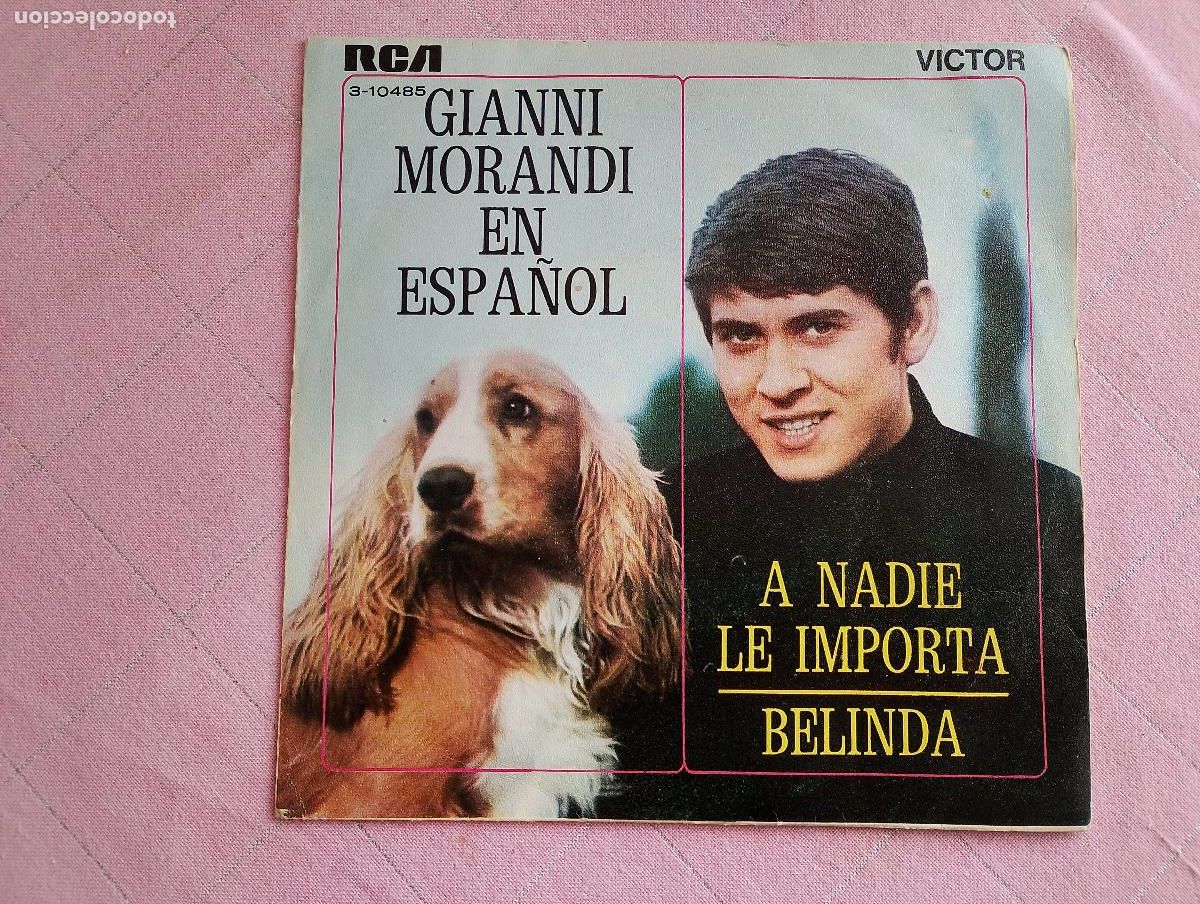 todocoleccion
RCA VICTOR
3-10485
GIANNI
MORANDI
EN
ESPAÑOL
A NADIE
LE IMPORTA
BELINDA